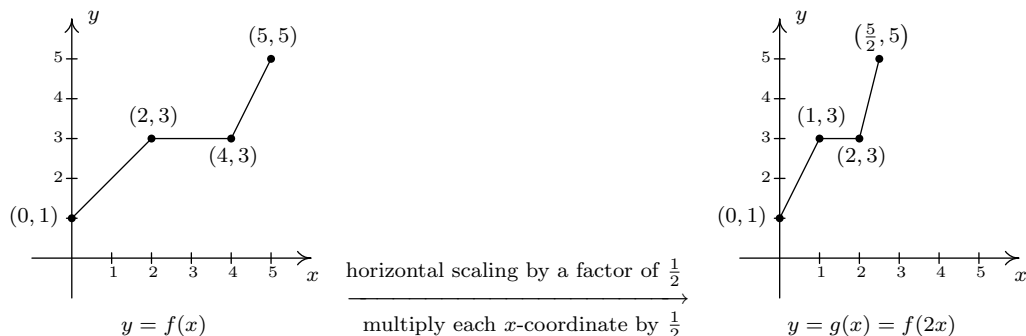 y
(5, 5)
5
4
(2, 3)
3
(4, 3)
2
(0, 1)
1 2 3 4 5
x
y = f(x)
horizontal scaling by a factor of 1/2
multiply each x-coordinate by 1/2
y
(5/2, 5)
5
4
(1, 3)
3
(2, 3)
2
(0, 1)
1 2 3 4 5
x
y = g(x) = f(2x)